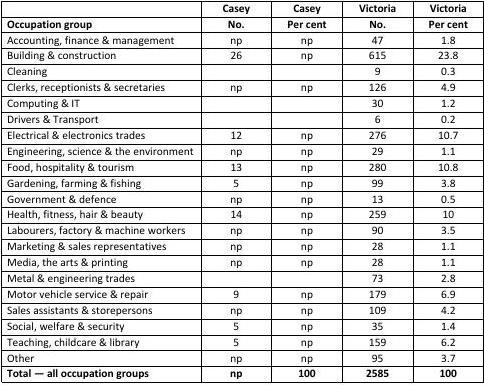 Casey Casey Victoria Victoria
Occupation group No. Per cent No. Per cent
Accounting, finance & management np np 47 1.8
Building & construction 26 np 615 23.8
Cleaning 9 0.3
Clerks, receptionists & secretaries np np 126 4.9
Computing & IT 30 1.2
Drivers & Transport 6 0.2
Electrical & electronics trades 12 np 276 10.7
Engineering, science & the environment np np 29 1.1
Food, hospitality & tourism 13 np 280 10.8
Gardening, farming & fishing 5 np 99 3.8
Government & defence np np 13 0.5
Health, fitness, hair & beauty 14 np 259 10
Labourers, factory & machine workers np np 90 3.5
Marketing & sales representatives np np 28 1.1
Media, the arts & printing np np 28 1.1
Metal & engineering trades 73 2.8
Motor vehicle service & repair 9 np 179 6.9
Sales assistants & storepersons np np 109 4.2
Social, welfare & security 5 np 35 1.4
Teaching, childcare & library 5 np 159 6.2
Other np np 95 3.7
Total — all occupation groups np 100 2585 100